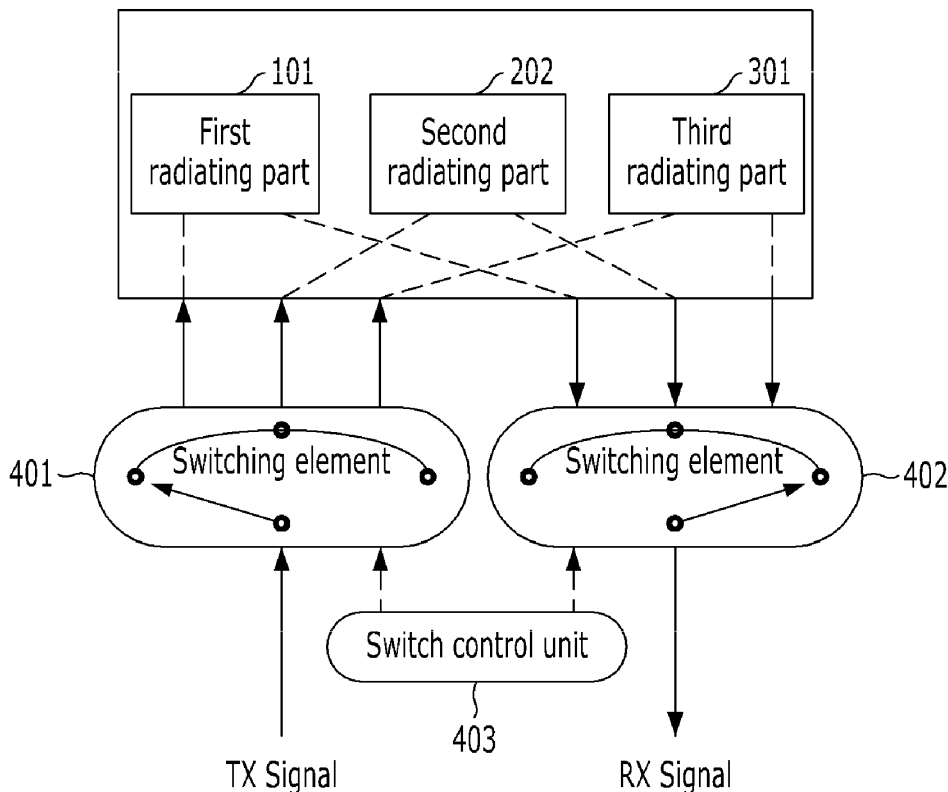 101
202
301
First
radiating part
Second
radiating part
Third
radiating part
401
Switching element
Switching element
402
Switch control unit
403
TX Signal
RX Signal